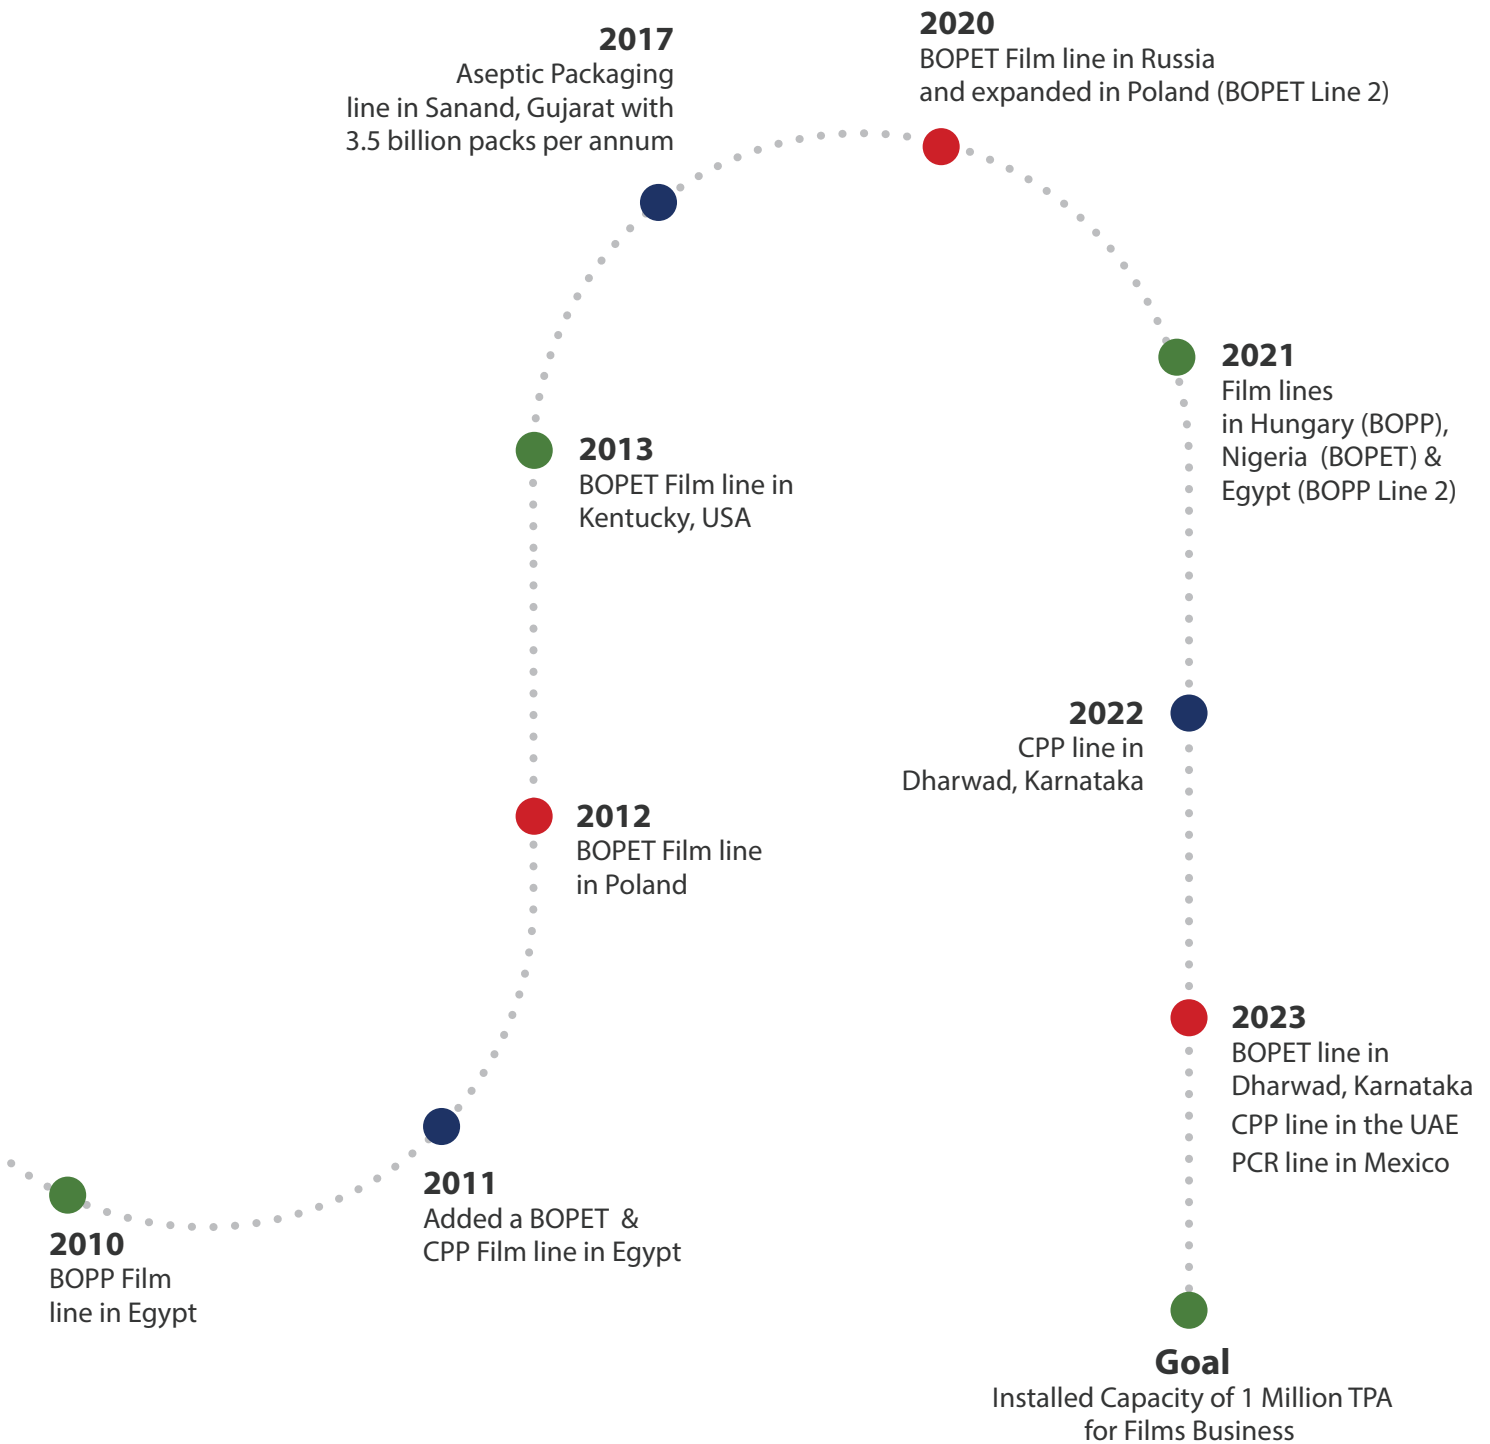 2010
BOPP Film
line in Egypt
2011
Added a BOPET &
CPP Film line in Egypt
2012
BOPET Film line
in Poland
2013
BOPET Film line in
Kentucky, USA
2017
Aseptic Packaging
line in Sanand, Gujarat with
3.5 billion packs per annum
2020
BOPET Film line in Russia
and expanded in Poland (BOPET Line 2)
2021
Film lines
in Hungary (BOPP),
Nigeria (BOPET) &
Egypt (BOPP Line 2)
2022
CPP line in
Dharwad, Karnataka
2023
BOPET line in
Dharwad, Karnataka
CPP line in the UAE
PCR line in Mexico
Goal
Installed Capacity of 1 Million TPA
for Films Business